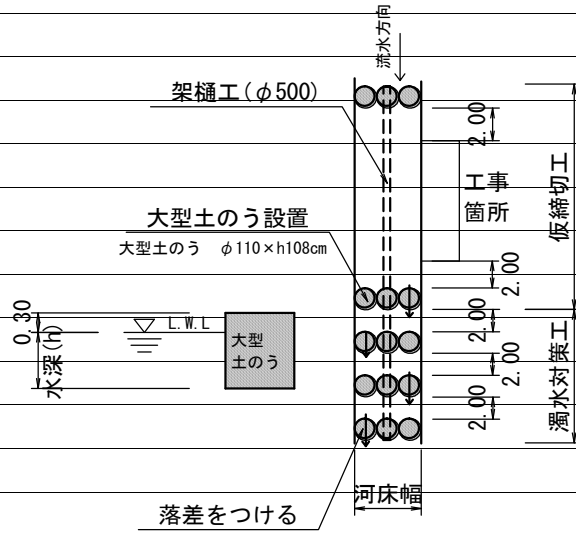 流水方向
架樋工(φ500)
2.00
工事
箇所
仮締切工
大型土のう設置
大型土のう φ110×h108cm
2.00
0.30
L.W.L
水深(h)
大型
土のう
2.00
2.00
2.00
濁水対策工
河床幅
落差をつける